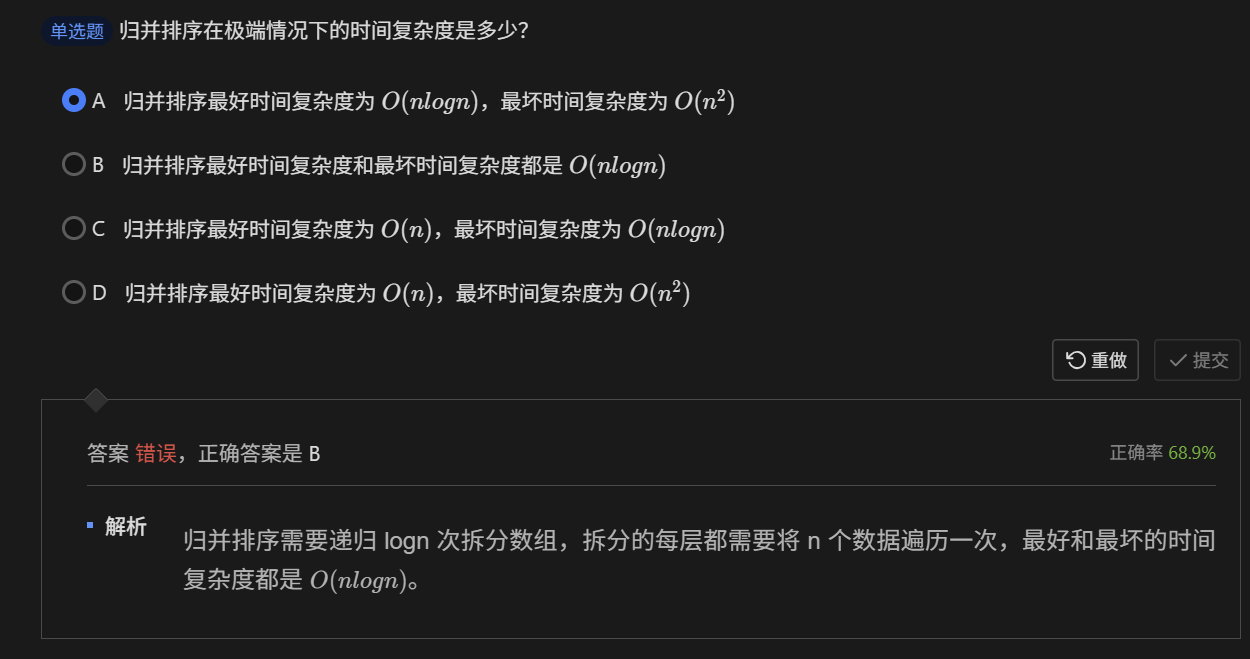 单选题 归并排序在极端情况下的时间复杂度是多少?
A 归并排序最好时间复杂度为 O(nlogn)，最坏时间复杂度为 O(n²)
B 归并排序最好时间复杂度和最坏时间复杂度都是 O(nlogn)
C 归并排序最好时间复杂度为 O(n)，最坏时间复杂度为 O(nlogn)
D 归并排序最好时间复杂度为 O(n)，最坏时间复杂度为 O(n²)
重做 提交
答案 错误，正确答案是 B 正确率 68.9%
解析
归并排序需要递归 logn 次拆分数组，拆分的每层都需要将 n 个数据遍历一次，最好和最坏的时间
复杂度都是 O(nlogn)。